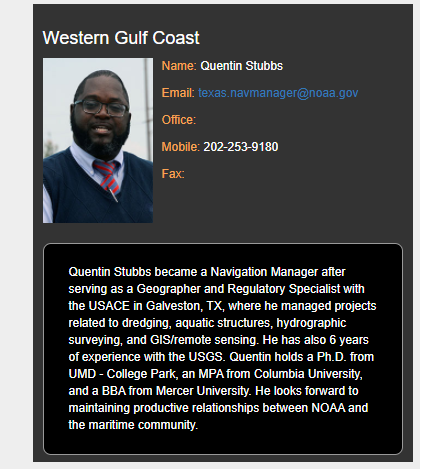 Western Gulf Coast
Name: Quentin Stubbs
Email: texas.navmanager@noaa.gov
Office:
Mobile: 202-253-9180
Fax:
Quentin Stubbs became a Navigation Manager after
serving as a Geographer and Regulatory Specialist with
the USACE in Galveston, TX, where he managed projects
related to dredging, aquatic structures, hydrographic
surveying, and GIS/remote sensing. He has also 6 years
of experience with the USGS. Quentin holds a Ph.D. from
UMD - College Park, an MPA from Columbia University,
and a BBA from Mercer University. He looks forward to
maintaining productive relationships between NOAA and
the maritime community.